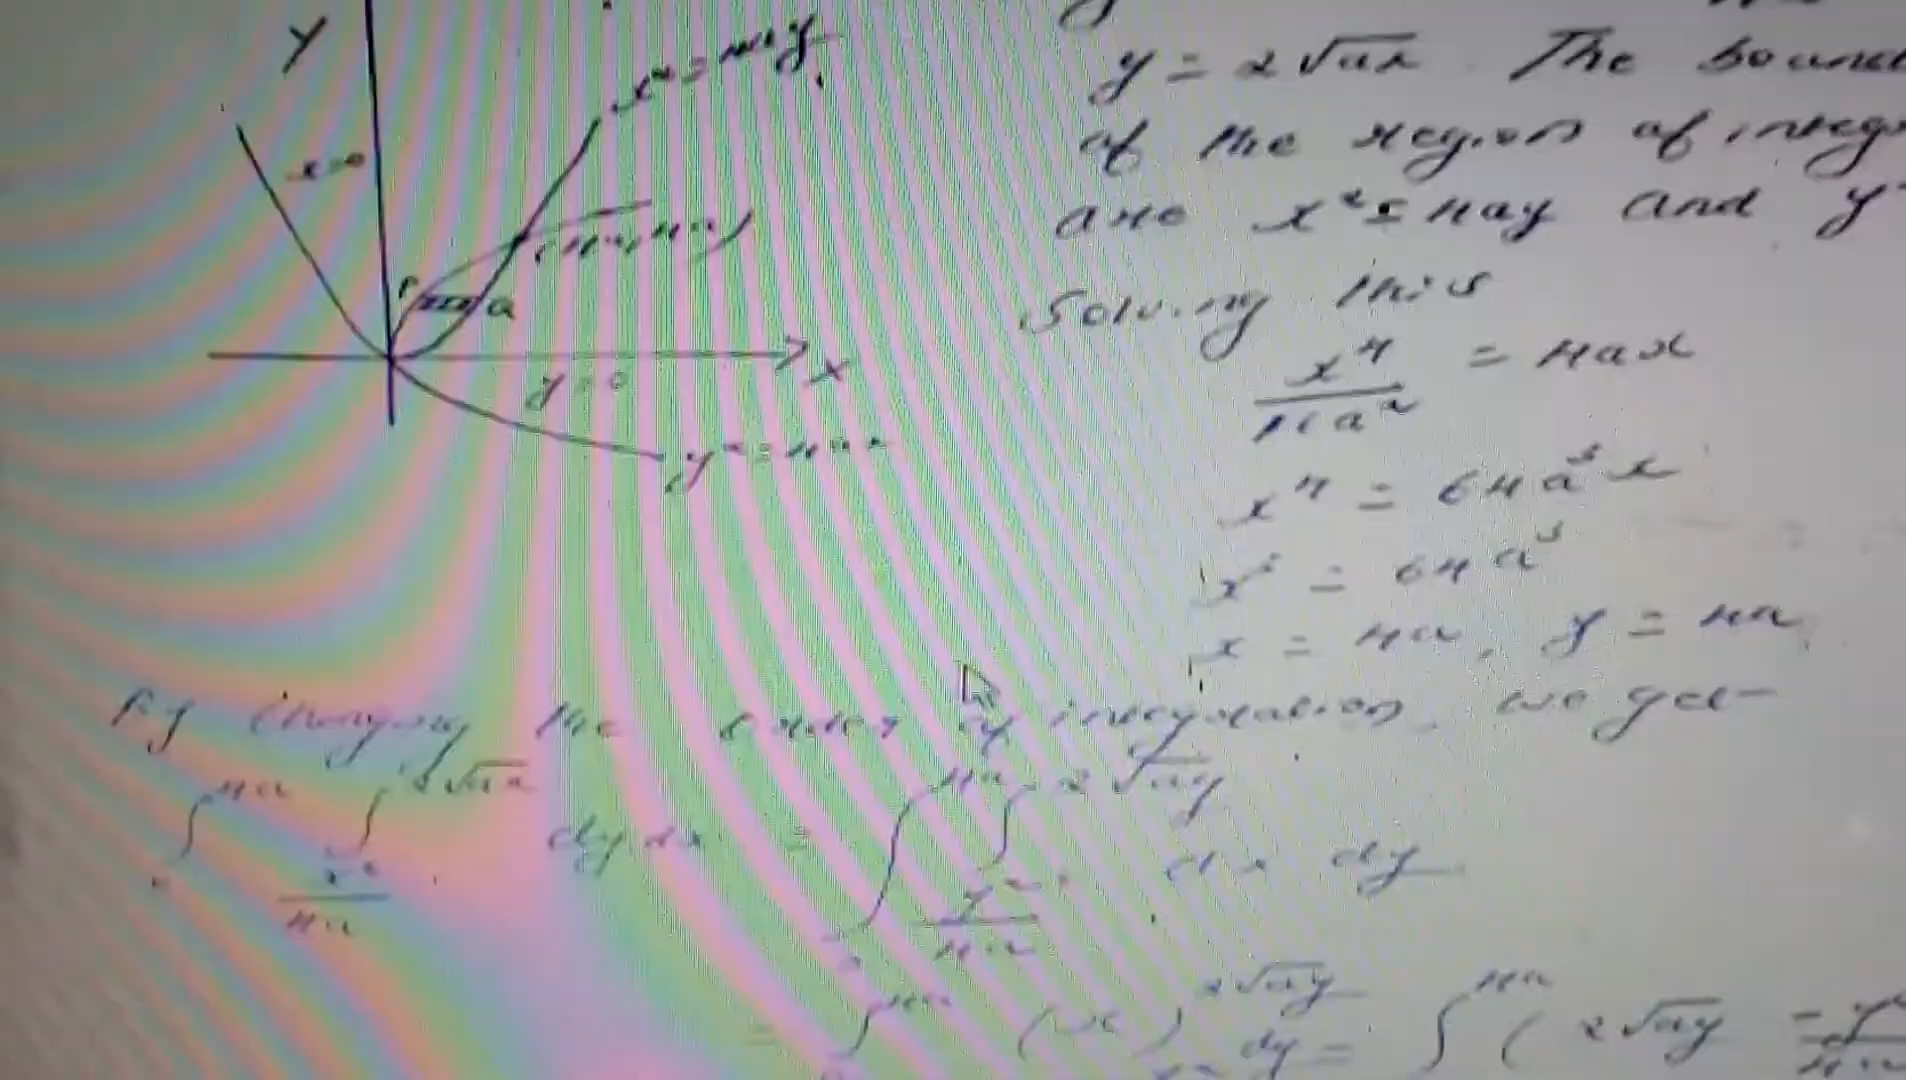 Y
x² = 4ay
x=0
(4a, 4a)
P
Q
y=0
X
y² = 4ax
y = 2√ax. The
of the region of
are x² = 4ay and y
Solving this
x⁴/16a² = 4ax
x⁴ = 64a³x
x³ = 64a³
x = 4a, y = 4a
By changing the order of integration, we get
∫₀^4a ∫_{x²/4a}^{2√ax} dy dx = ∫₀^4a ∫_{y²/4a}^{2√ay} dx dy
= ∫₀^4a (x)^{2√ay} dy = ∫^4a (2√ay - y²/4a